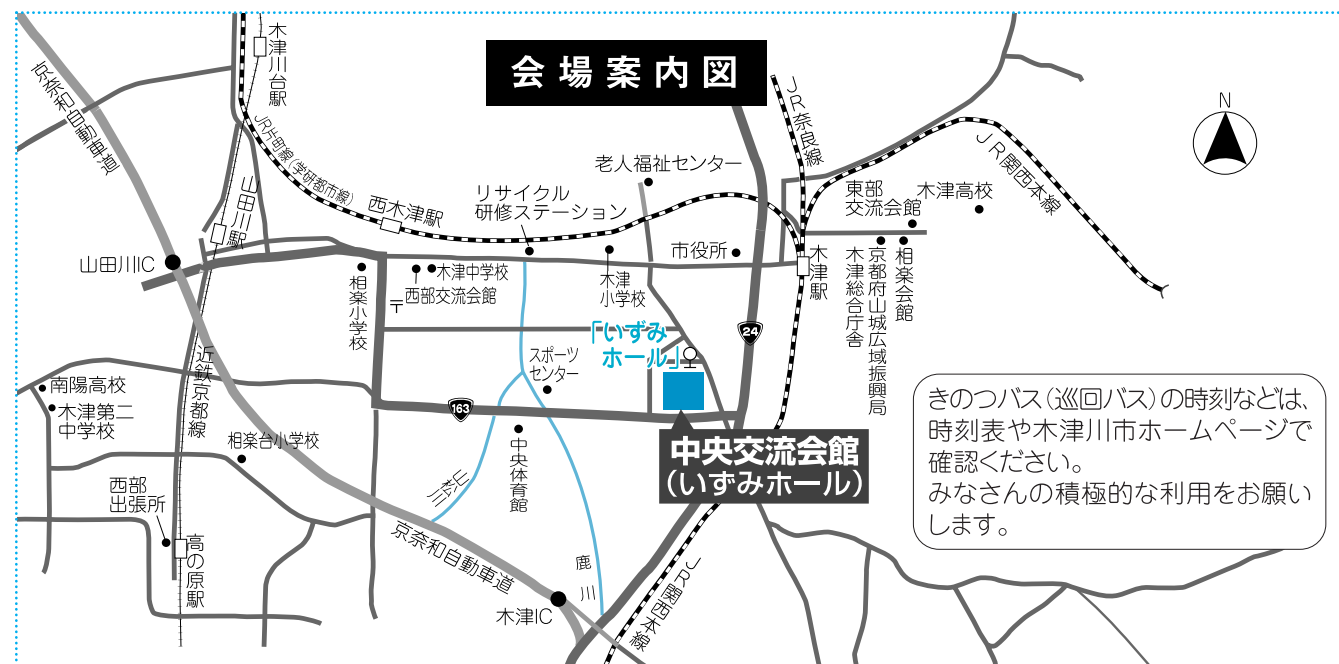 会場案内図
木津川台駅
京奈和自動車道
JR片町線(学研都市線)
JR奈良線
N
JR関西本線
老人福祉センター
リサイクル
研修ステーション
東部
交流会館
木津高校
山田川駅
西木津駅
市役所
木津駅
山田川IC
木津中学校
西部交流会館
相楽小学校
〒
木津
小学校
木津総合庁舎
京都府山城広域振興局
相楽会館
「いずみ
ホール」
24
スポーツ
センター
近鉄京都線
南陽高校
木津第二
中学校
163
相楽台小学校
中央体育館
中央交流会館
(いずみホール)
山松川
西部
出張所
高の原駅
京奈和自動車道
鹿川
木津IC
JR関西本線
きのつバス(巡回バス)の時刻などは、
時刻表や木津川市ホームページで
確認ください。
みなさんの積極的な利用をお願い
します。